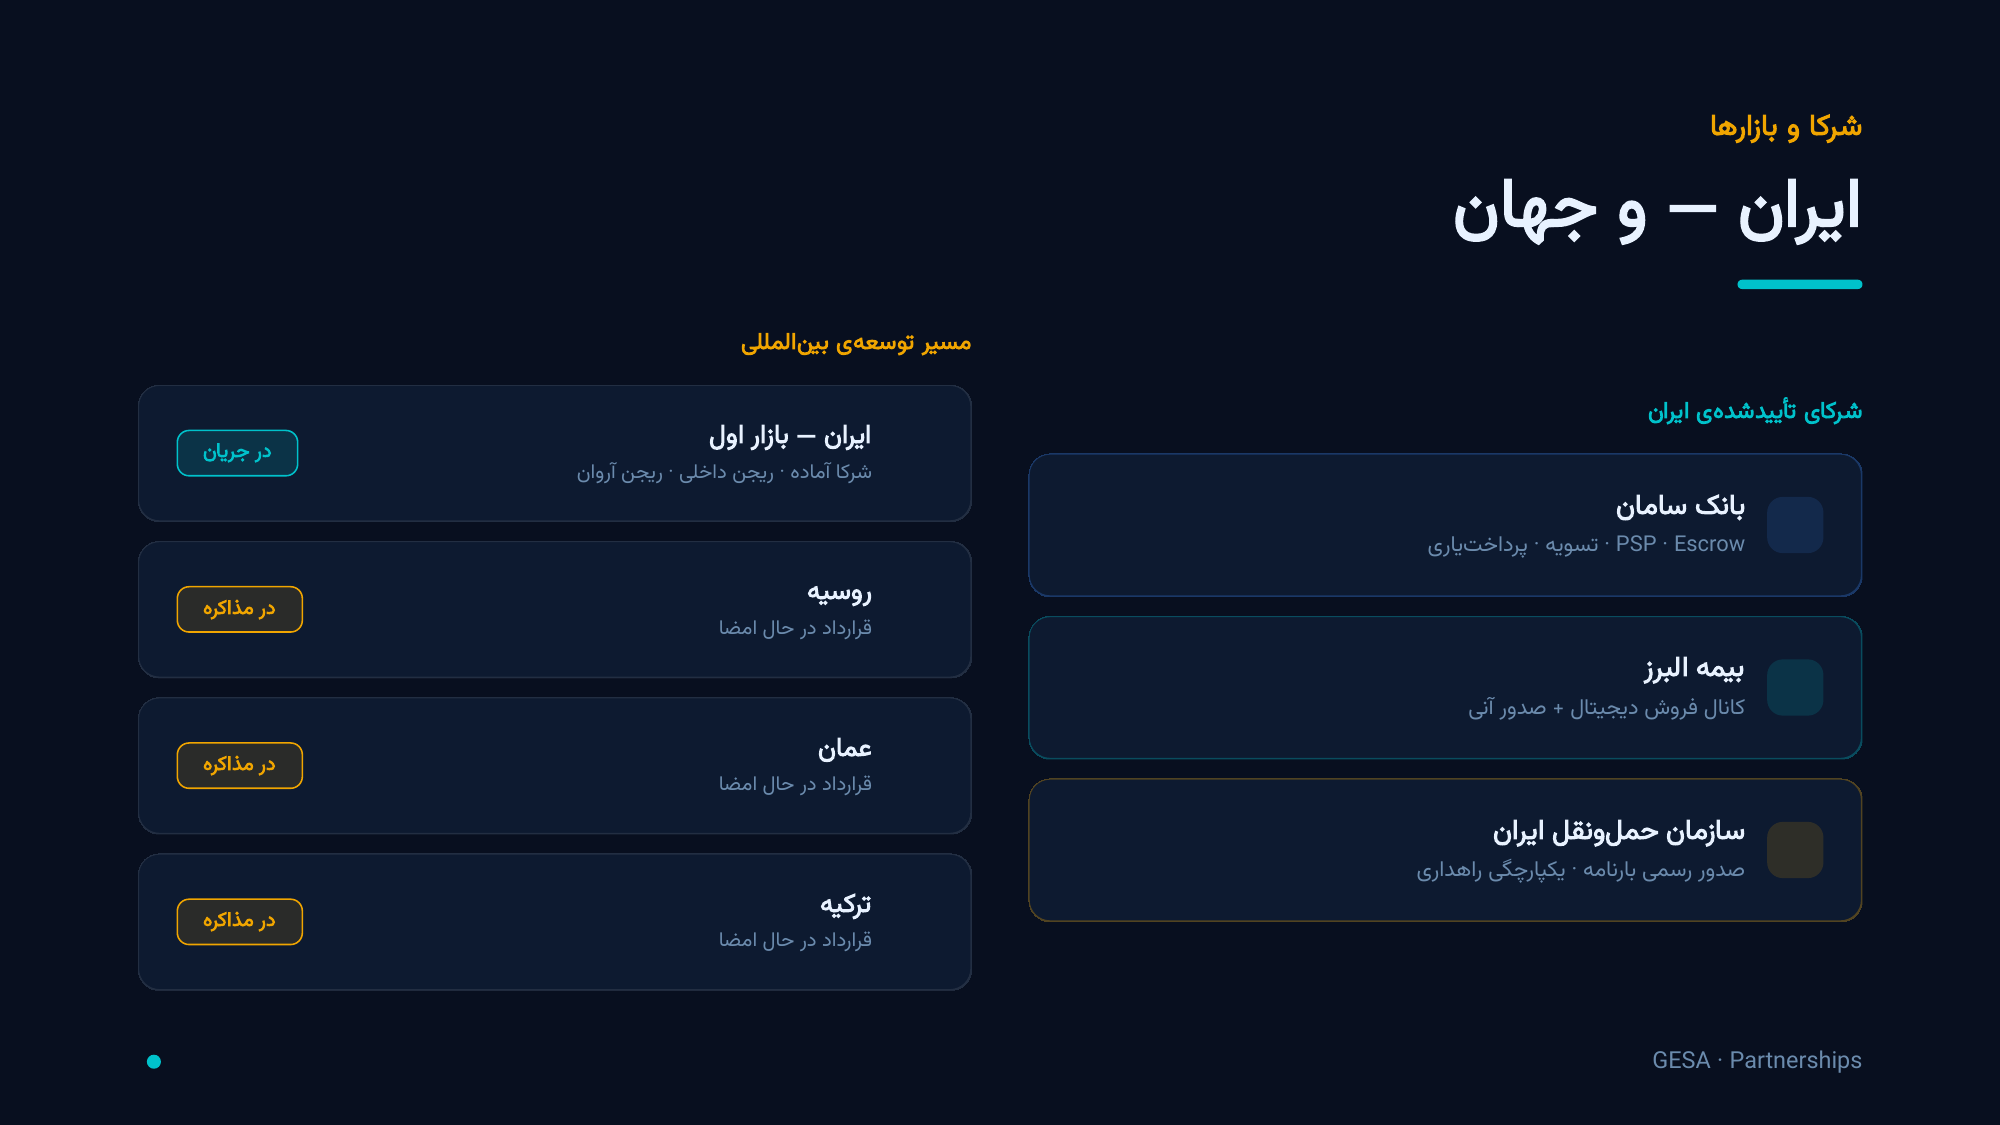 شرکا و بازارها
ایران — و جهان
شرکای تأییدشده‌ی ایران
بانک سامان
پرداخت‌یاری · تسویه · PSP · Escrow
بیمه البرز
کانال فروش دیجیتال + صدور آنی
سازمان حمل‌ونقل ایران
صدور رسمی بارنامه · یکپارچگی راهداری
مسیر توسعه‌ی بین‌المللی
ایران — بازار اول
شرکا آماده · ریجن داخلی · ریجن آروان
در جریان
روسیه
قرارداد در حال امضا
در مذاکره
عمان
قرارداد در حال امضا
در مذاکره
ترکیه
قرارداد در حال امضا
در مذاکره
GESA · Partnerships